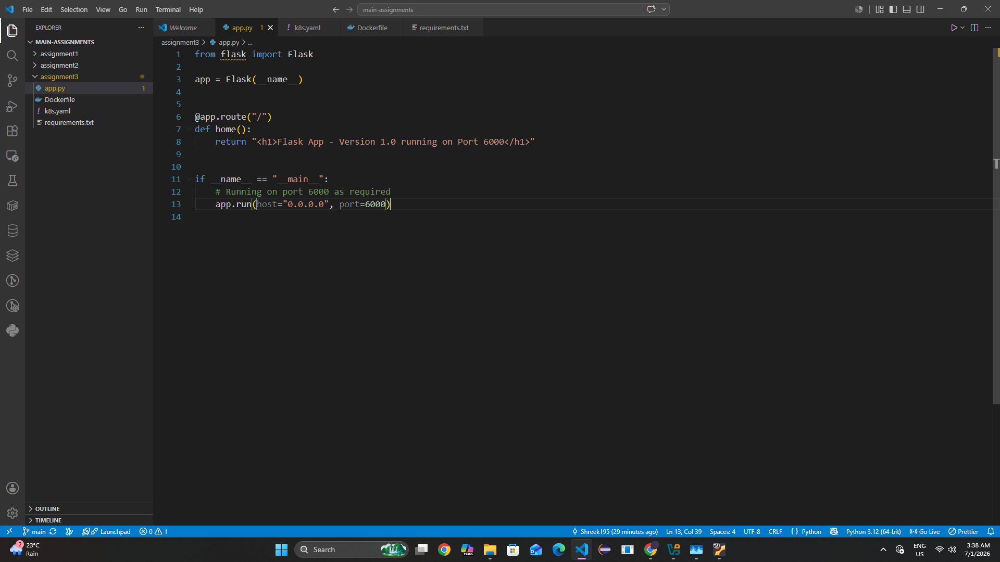 File Edit Selection View Go Run Terminal Help
main-assignments
EXPLORER
Welcome
app.py 1
k8s.yaml
Dockerfile
requirements.txt
MAIN-ASSIGNMENTS
assignment1
assignment2
assignment3
app.py 1
Dockerfile
k8s.yaml
requirements.txt
assignment3 > app.py > ...
1 from flask import Flask
2
3 app = Flask(__name__)
4
5
6 @app.route("/")
7 def home():
8 return "<h1>Flask App - Version 1.0 running on Port 6000</h1>"
9
10
11 if __name__ == "__main__":
12 # Running on port 6000 as required
13 app.run(host="0.0.0.0", port=6000)
14
OUTLINE
TIMELINE
main Launchpad 0 1 Shreek195 (29 minutes ago) Ln 13, Col 39 Spaces: 4 UTF-8 CRLF { } Python Python 3.12 (64-bit) Go Live Prettier
2
23°C
Rain
Search
M365
ENG
US
3:38 AM
7/1/2026